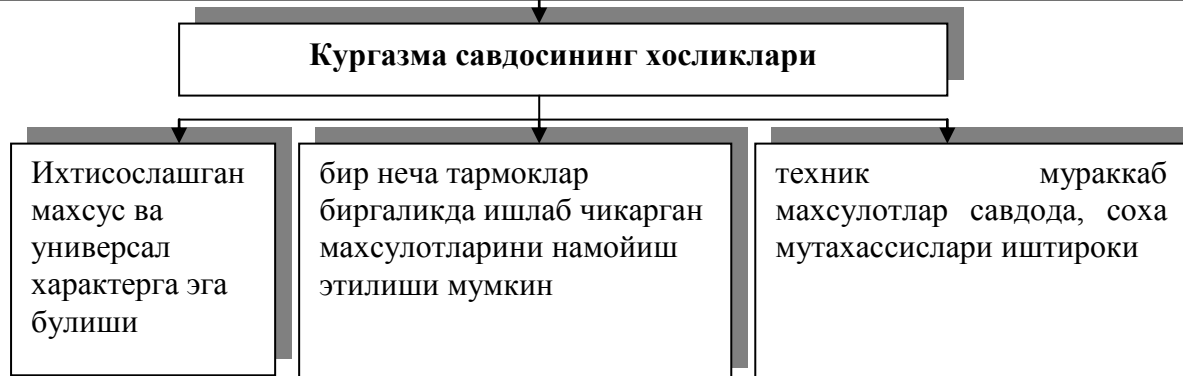 Кургазма савдосининг хосликлари
Ихтисослашган
махсус ва
универсал
характерга эга
булиши
бир неча тармоклар
биргаликда ишлаб чикарган
махсулотларини намойиш
этилиши мумкин
техник мураккаб
махсулотлар савдода, соха
мутахассислари иштироки